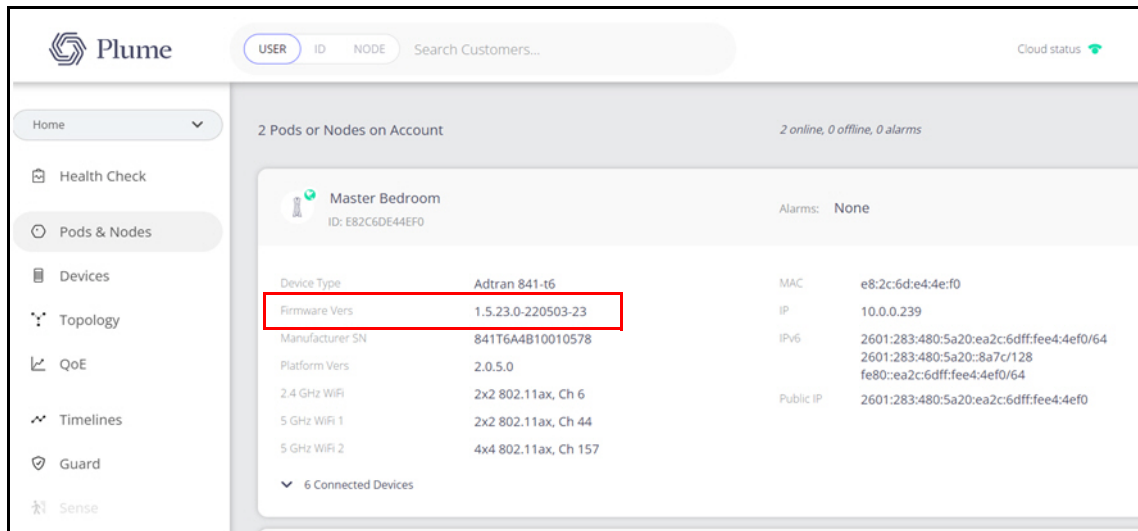 Plume
USER ID NODE Search Customers...
Cloud status
Home
Health Check
Pods & Nodes
Devices
Topology
QoE
Timelines
Guard
Sense
2 Pods or Nodes on Account
2 online, 0 offline, 0 alarms
Master Bedroom
ID: E82C6DE44EF0
Alarms: None
Device Type Adtran 841-t6
Firmware Vers 1.5.23.0-220503-23
Manufacturer SN 841T6A4B10010578
Platform Vers 2.0.5.0
2.4 GHz WiFi 2x2 802.11ax, Ch 6
5 GHz WiFi 1 2x2 802.11ax, Ch 44
5 GHz WiFi 2 4x4 802.11ax, Ch 157
6 Connected Devices
MAC e8:2c:6d:e4:4e:f0
IP 10.0.0.239
IPv6 2601:283:480:5a20:ea2c:6dff:fee4:4ef0/64
2601:283:480:5a20::8a7c/128
fe80::ea2c:6dff:fee4:4ef0/64
Public IP 2601:283:480:5a20:ea2c:6dff:fee4:4ef0